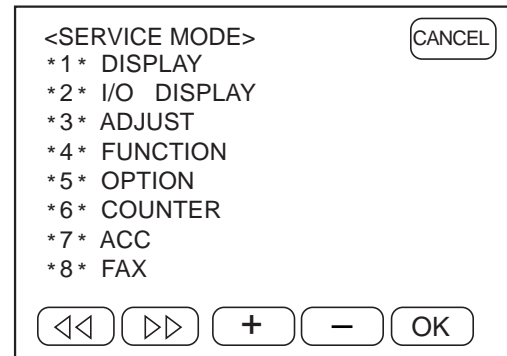 <SERVICE MODE> CANCEL
*1* DISPLAY
*2* I/O DISPLAY
*3* ADJUST
*4* FUNCTION
*5* OPTION
*6* COUNTER
*7* ACC
*8* FAX
+ − OK